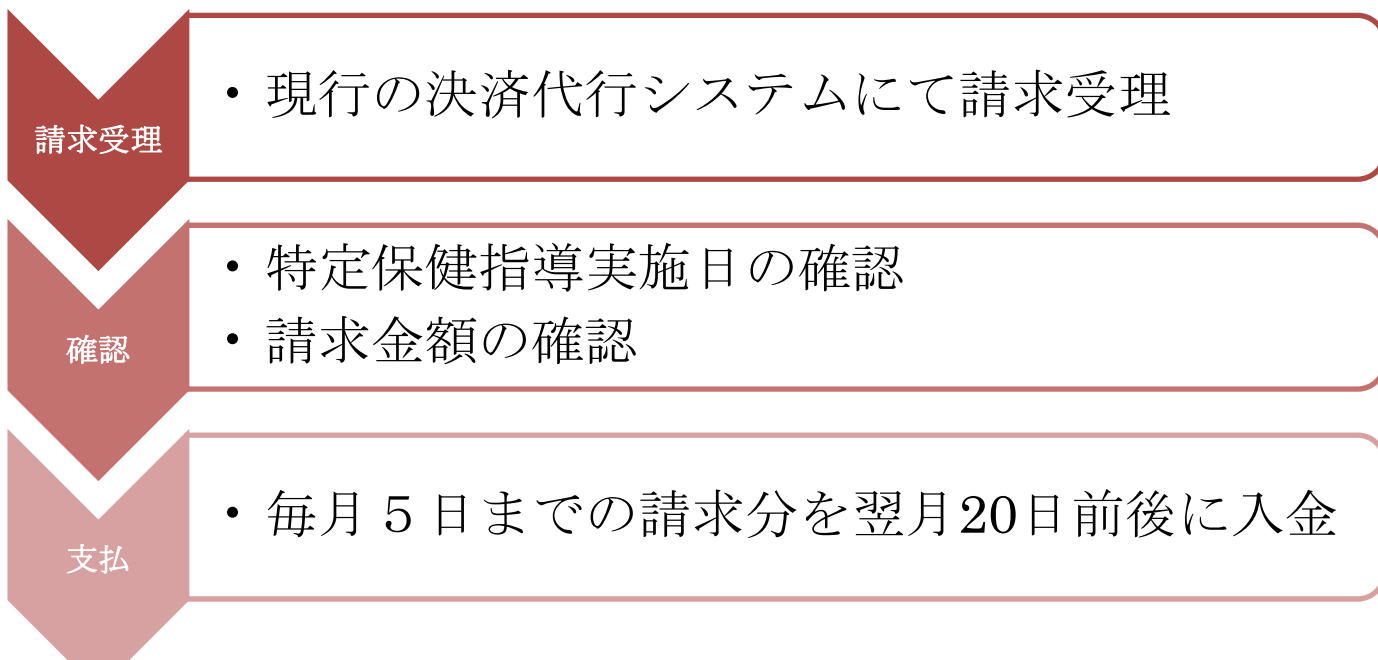 請求受理
・現行の決済代行システムにて請求受理
確認
・特定保健指導実施日の確認
・請求金額の確認
支払
・毎月５日までの請求分を翌月20日前後に入金